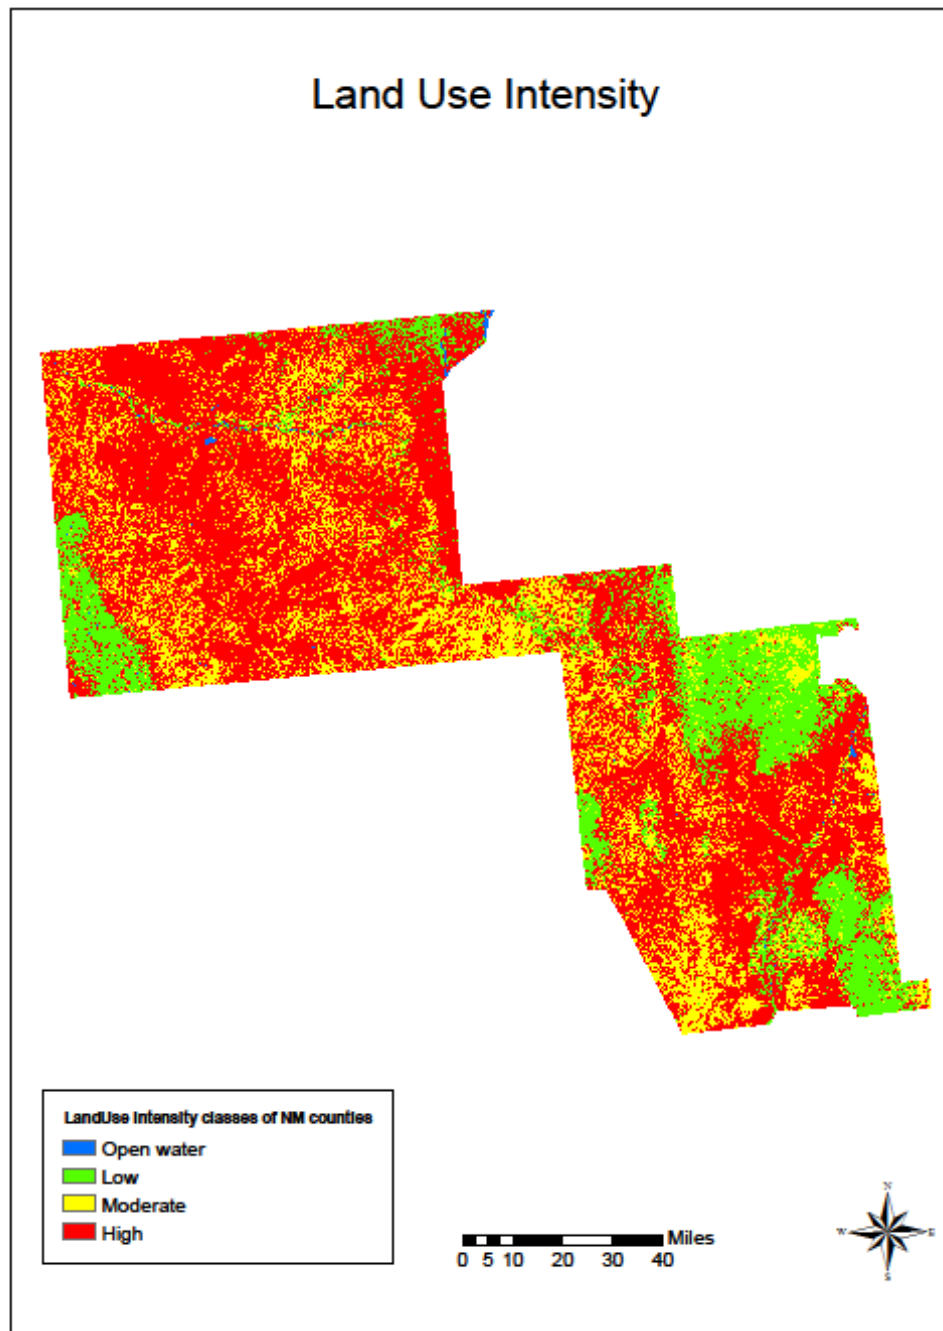 Land Use Intensity
LandUse Intensity classes of NM counties
Open water
Low
Moderate
High
Miles
0 5 10 20 30 40
N
W E
S